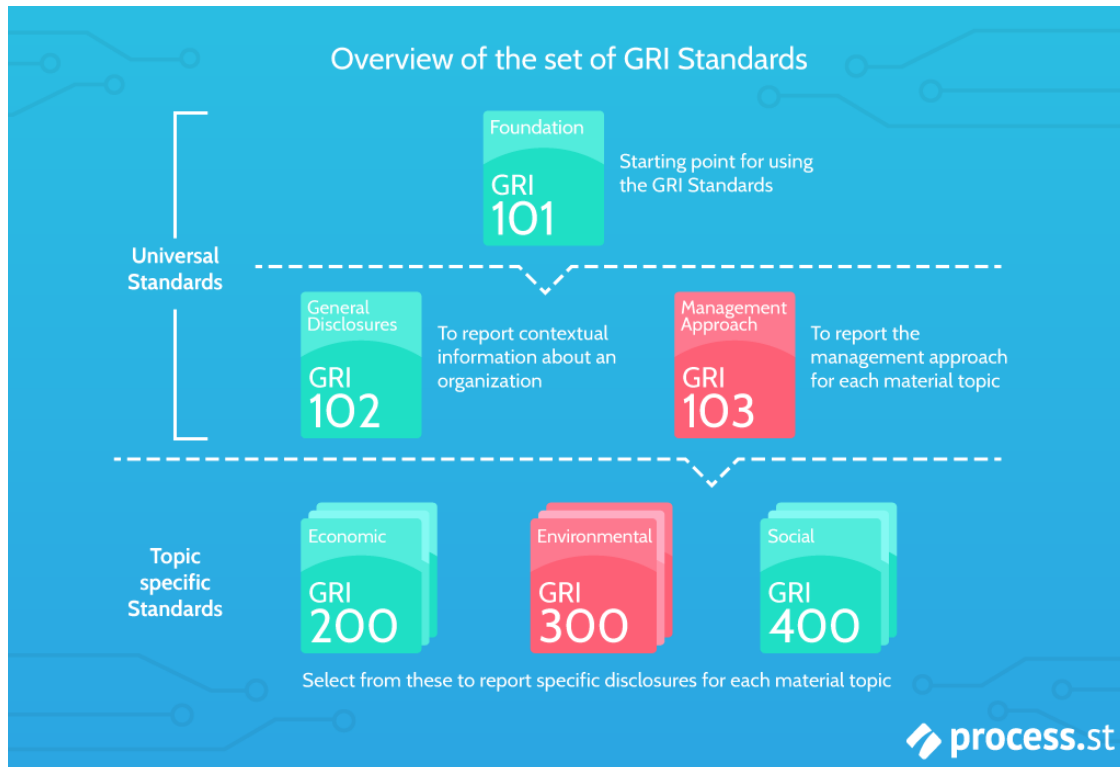 Overview of the set of GRI Standards
Foundation
GRI
101
Starting point for using
the GRI Standards
Universal
Standards
General
Disclosures
GRI
102
To report contextual
information about an
organization
Management
Approach
GRI
103
To report the
management approach
for each material topic
Topic
specific
Standards
Economic
GRI
200
Environmental
GRI
300
Social
GRI
400
Select from these to report specific disclosures for each material topic
process.st